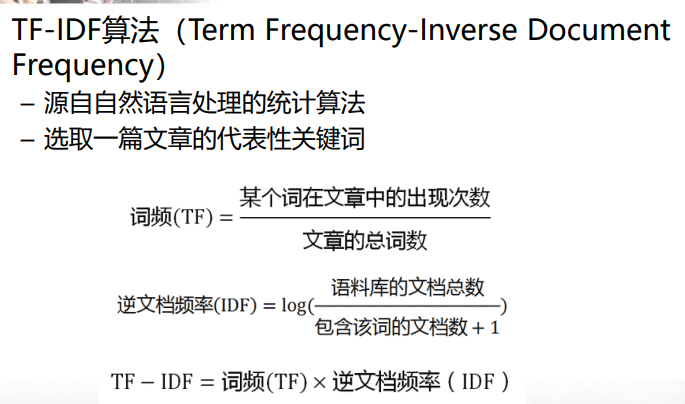 TF-IDF算法（Term Frequency-Inverse Document
Frequency）
– 源自自然语言处理的统计算法
– 选取一篇文章的代表性关键词
某个词在文章中的出现次数
词频(TF) =
文章的总词数
语料库的文档总数
逆文档频率(IDF) = log( )
包含该词的文档数 + 1
TF − IDF = 词频(TF) × 逆文档频率（IDF）